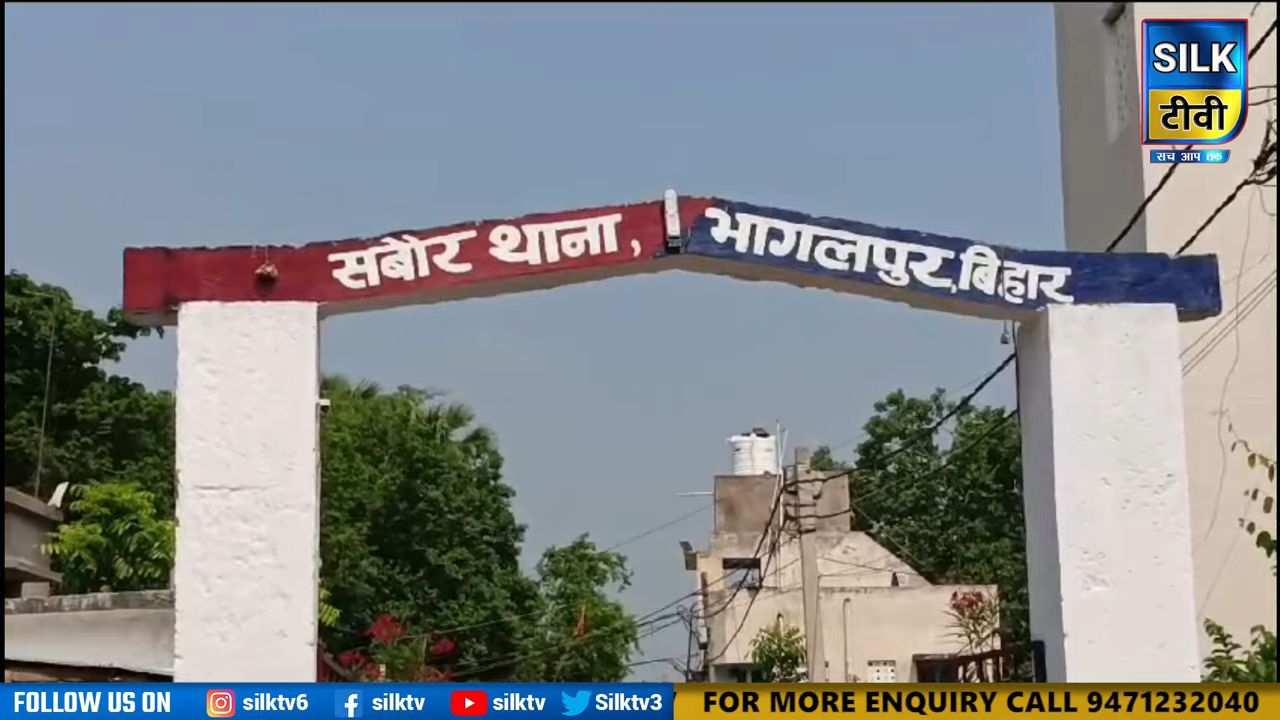 SILK
टीवी
सच आप तक
सबौर थाना, भागलपुर, बिहार
FOLLOW US ON silktv6 silktv silktv Silktv3 FOR MORE ENQUIRY CALL 9471232040